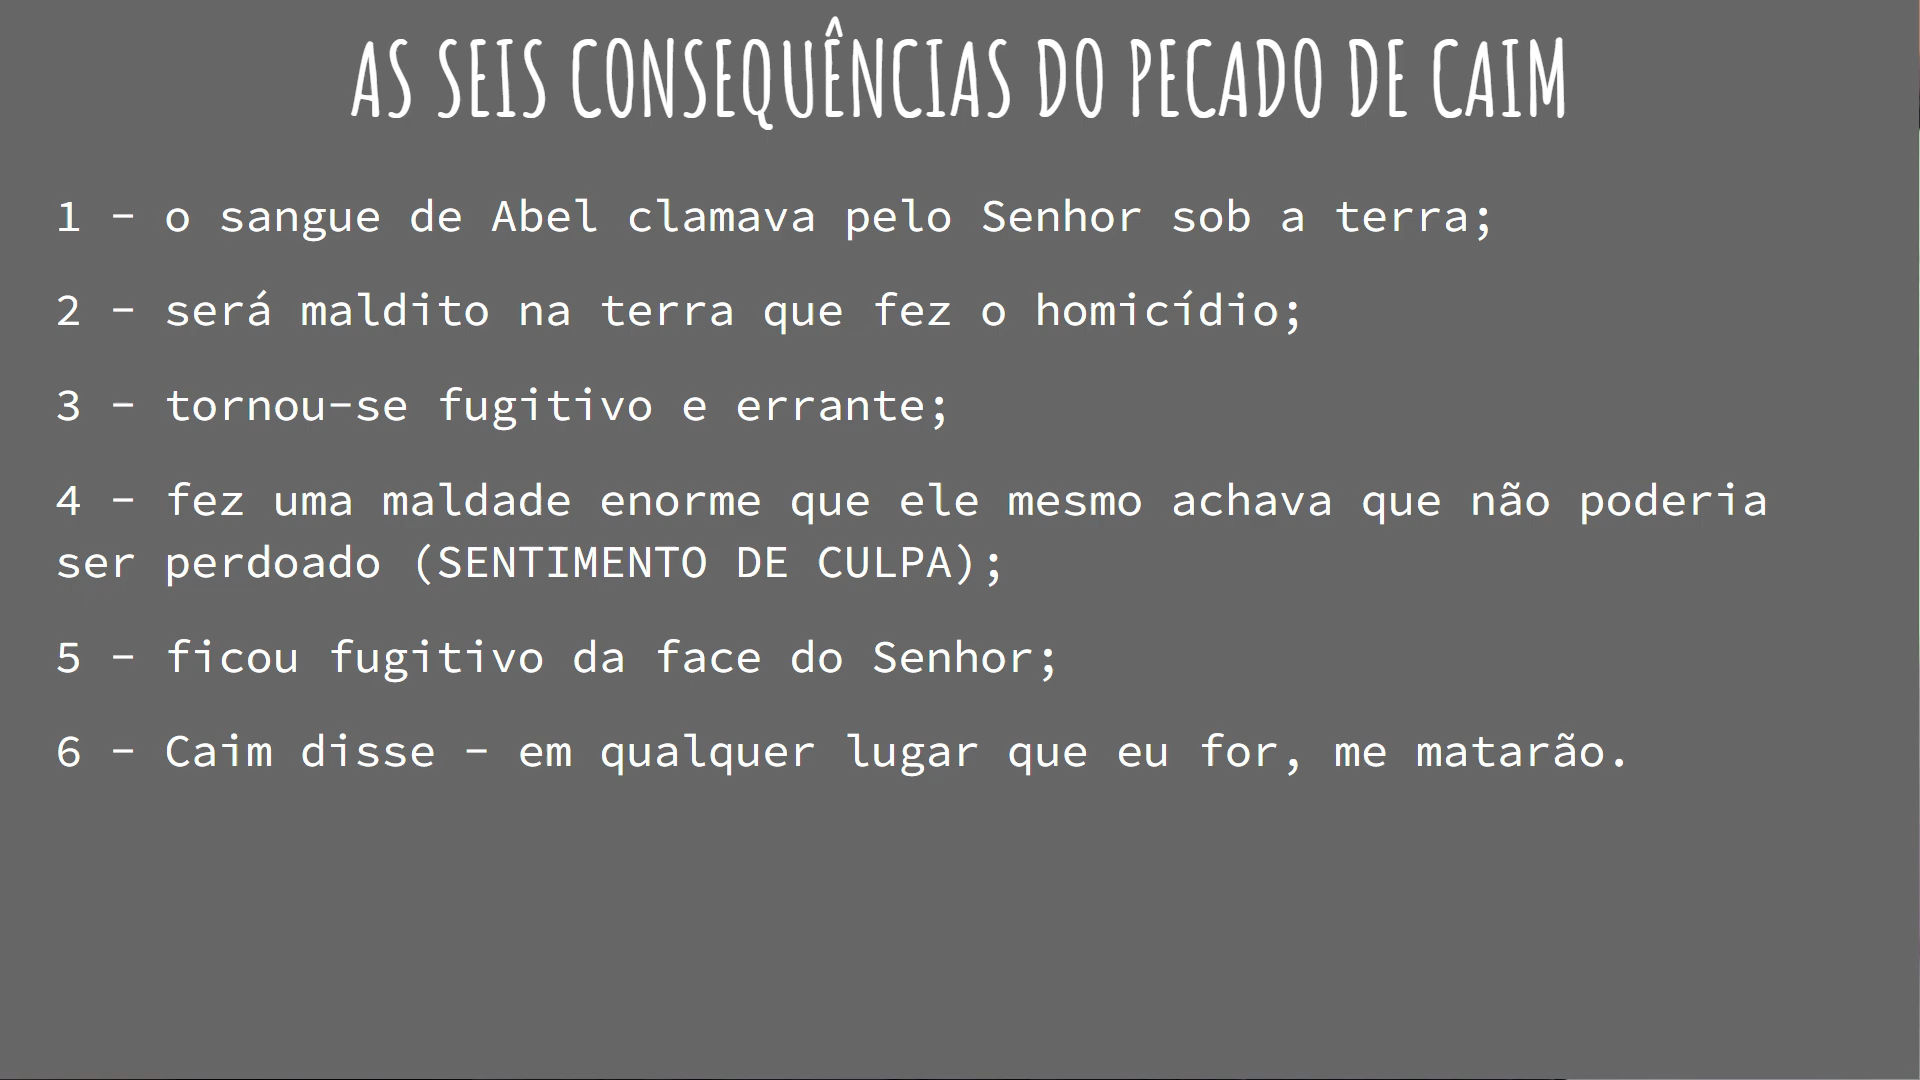 AS SEIS CONSEQUÊNCIAS DO PECADO DE CAIM
1 - o sangue de Abel clamava pelo Senhor sob a terra;
2 - será maldito na terra que fez o homicídio;
3 - tornou-se fugitivo e errante;
4 - fez uma maldade enorme que ele mesmo achava que não poderia
ser perdoado (SENTIMENTO DE CULPA);
5 - ficou fugitivo da face do Senhor;
6 - Caim disse - em qualquer lugar que eu for, me matarão.